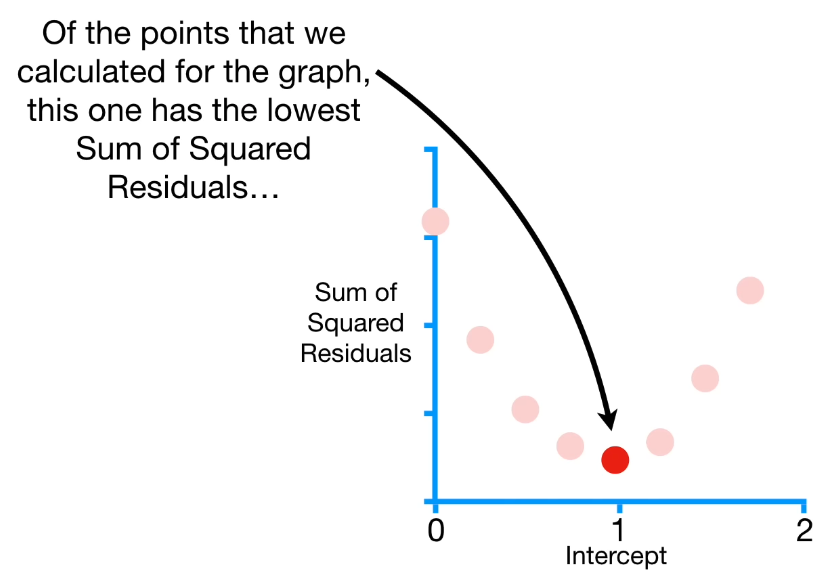 Of the points that we
calculated for the graph,
this one has the lowest
Sum of Squared
Residuals…
Sum of
Squared
Residuals
0
1
2
Intercept